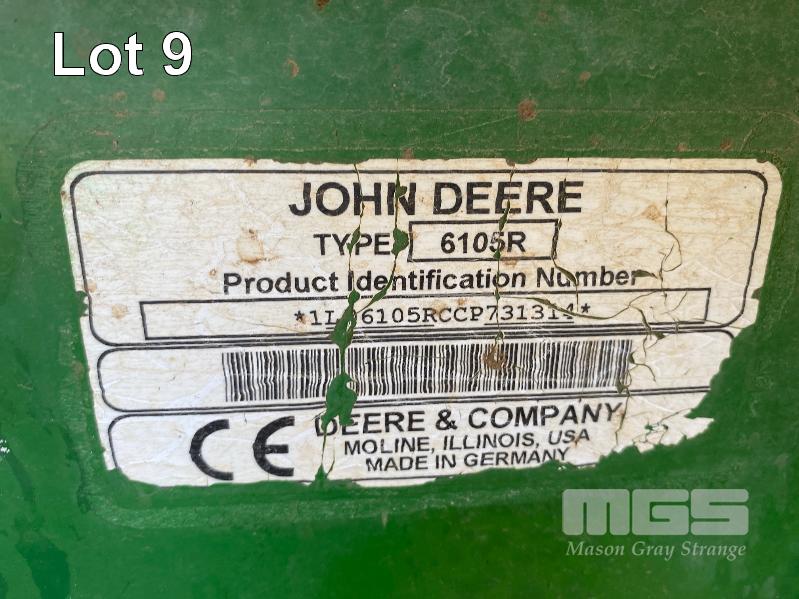 Lot 9
JOHN DEERE
TYPE 6105R
Product Identification Number
DEERE & COMPANY
MOLINE, ILLINOIS, USA
MADE IN GERMANY
CE
MGS
Mason Gray Strange